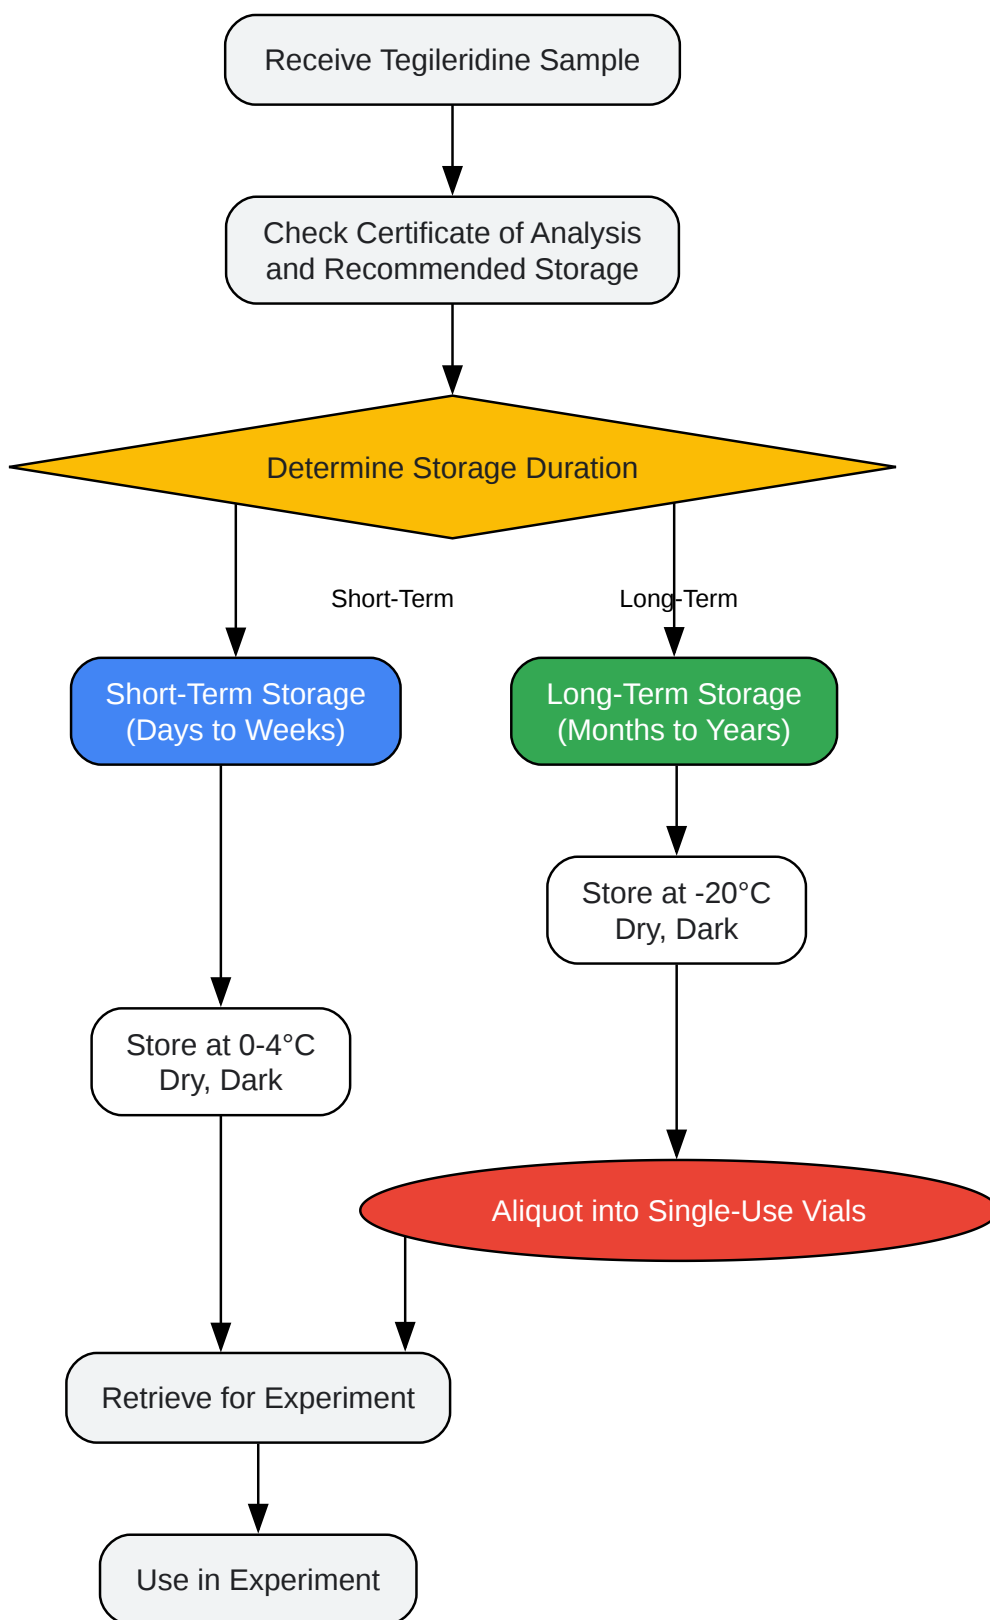 Receive Tegileridine Sample
Check Certificate of Analysis
and Recommended Storage
Determine Storage Duration
Short-Term
Long-Term
Short-Term Storage
(Days to Weeks)
Long-Term Storage
(Months to Years)
Store at -20°C
Dry, Dark
Store at 0-4°C
Dry, Dark
Aliquot into Single-Use Vials
Retrieve for Experiment
Use in Experiment